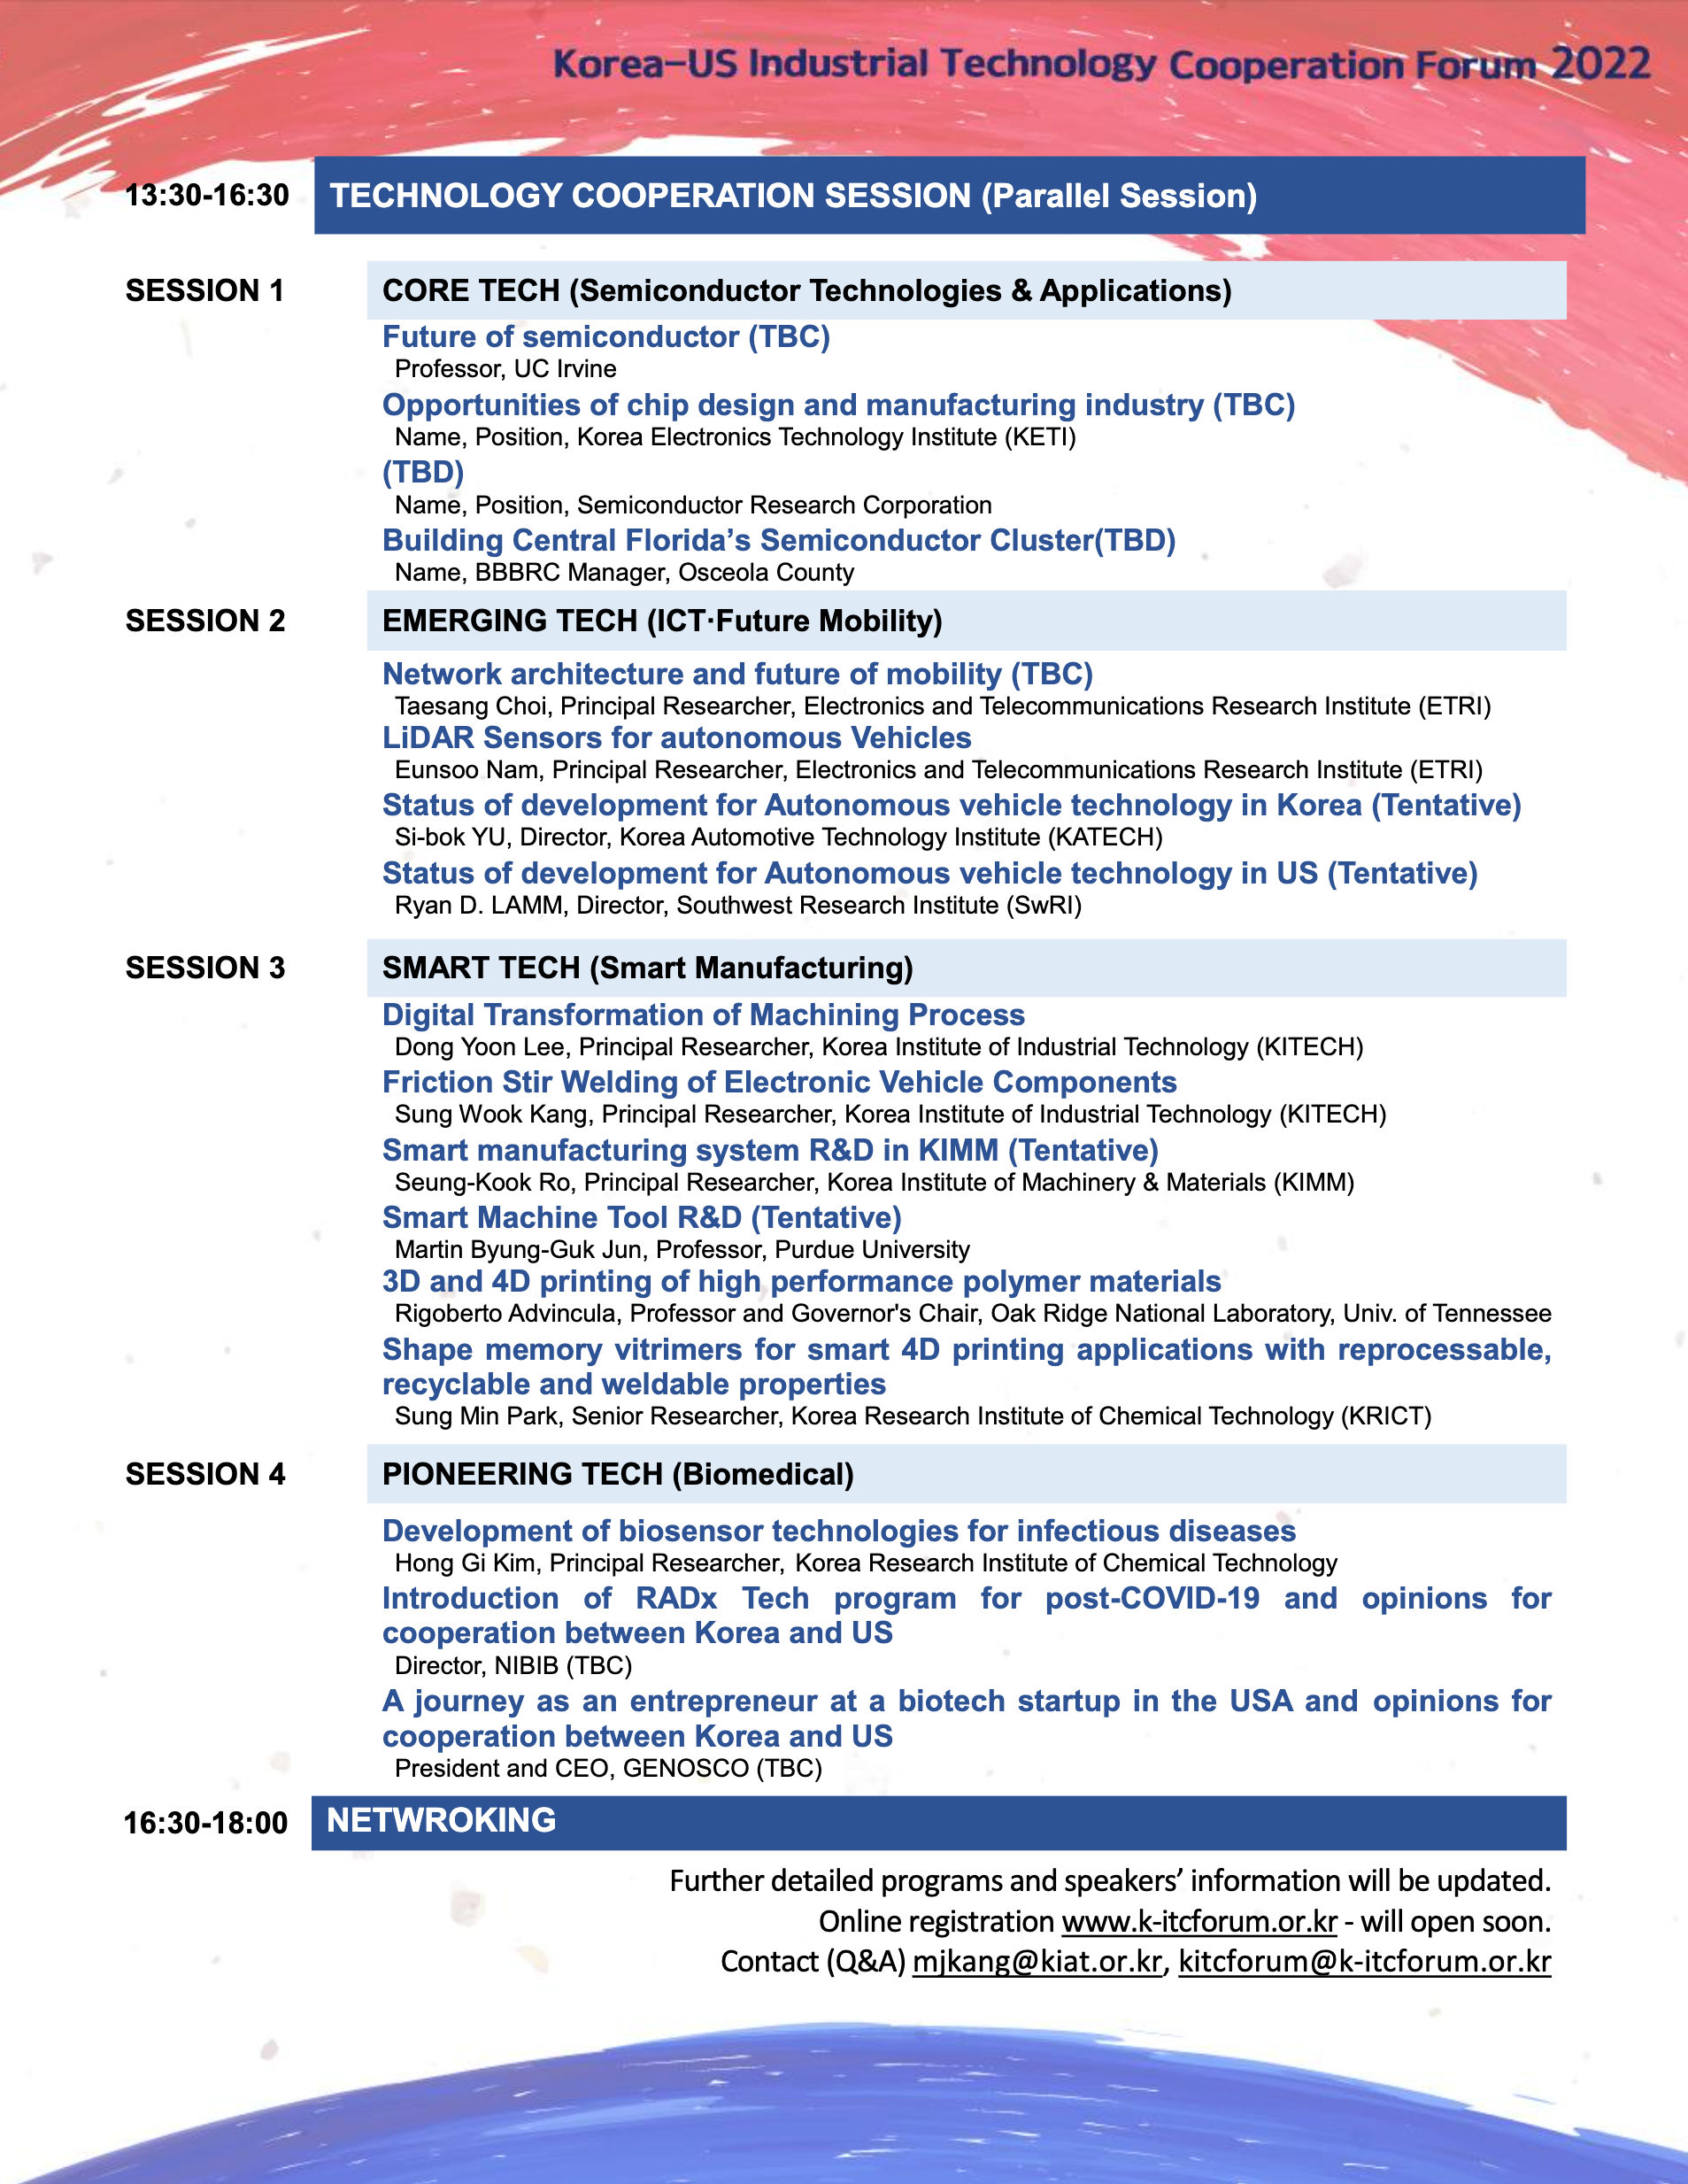 Korea-US Industrial Technology Cooperation Forum 2022
13:30-16:30 TECHNOLOGY COOPERATION SESSION (Parallel Session)
SESSION 1 CORE TECH (Semiconductor Technologies & Applications)
Future of semiconductor (TBC)
Professor, UC Irvine
Opportunities of chip design and manufacturing industry (TBC)
Name, Position, Korea Electronics Technology Institute (KETI)
(TBD)
Name, Position, Semiconductor Research Corporation
Building Central Florida’s Semiconductor Cluster(TBD)
Name, BBBRC Manager, Osceola County
SESSION 2 EMERGING TECH (ICT·Future Mobility)
Network architecture and future of mobility (TBC)
Taesang Choi, Principal Researcher, Electronics and Telecommunications Research Institute (ETRI)
LiDAR Sensors for autonomous Vehicles
Eunsoo Nam, Principal Researcher, Electronics and Telecommunications Research Institute (ETRI)
Status of development for Autonomous vehicle technology in Korea (Tentative)
Si-bok YU, Director, Korea Automotive Technology Institute (KATECH)
Status of development for Autonomous vehicle technology in US (Tentative)
Ryan D. LAMM, Director, Southwest Research Institute (SwRI)
SESSION 3 SMART TECH (Smart Manufacturing)
Digital Transformation of Machining Process
Dong Yoon Lee, Principal Researcher, Korea Institute of Industrial Technology (KITECH)
Friction Stir Welding of Electronic Vehicle Components
Sung Wook Kang, Principal Researcher, Korea Institute of Industrial Technology (KITECH)
Smart manufacturing system R&D in KIMM (Tentative)
Seung-Kook Ro, Principal Researcher, Korea Institute of Machinery & Materials (KIMM)
Smart Machine Tool R&D (Tentative)
Martin Byung-Guk Jun, Professor, Purdue University
3D and 4D printing of high performance polymer materials
Rigoberto Advincula, Professor and Governor's Chair, Oak Ridge National Laboratory, Univ. of Tennessee
Shape memory vitrimers for smart 4D printing applications with reprocessable,
recyclable and weldable properties
Sung Min Park, Senior Researcher, Korea Research Institute of Chemical Technology (KRICT)
SESSION 4 PIONEERING TECH (Biomedical)
Development of biosensor technologies for infectious diseases
Hong Gi Kim, Principal Researcher, Korea Research Institute of Chemical Technology
Introduction of RADx Tech program for post-COVID-19 and opinions for
cooperation between Korea and US
Director, NIBIB (TBC)
A journey as an entrepreneur at a biotech startup in the USA and opinions for
cooperation between Korea and US
President and CEO, GENOSCO (TBC)
16:30-18:00 NETWROKING
Further detailed programs and speakers’ information will be updated.
Online registration www.k-itcforum.or.kr - will open soon.
Contact (Q&A) mjkang@kiat.or.kr, kitcforum@k-itcforum.or.kr